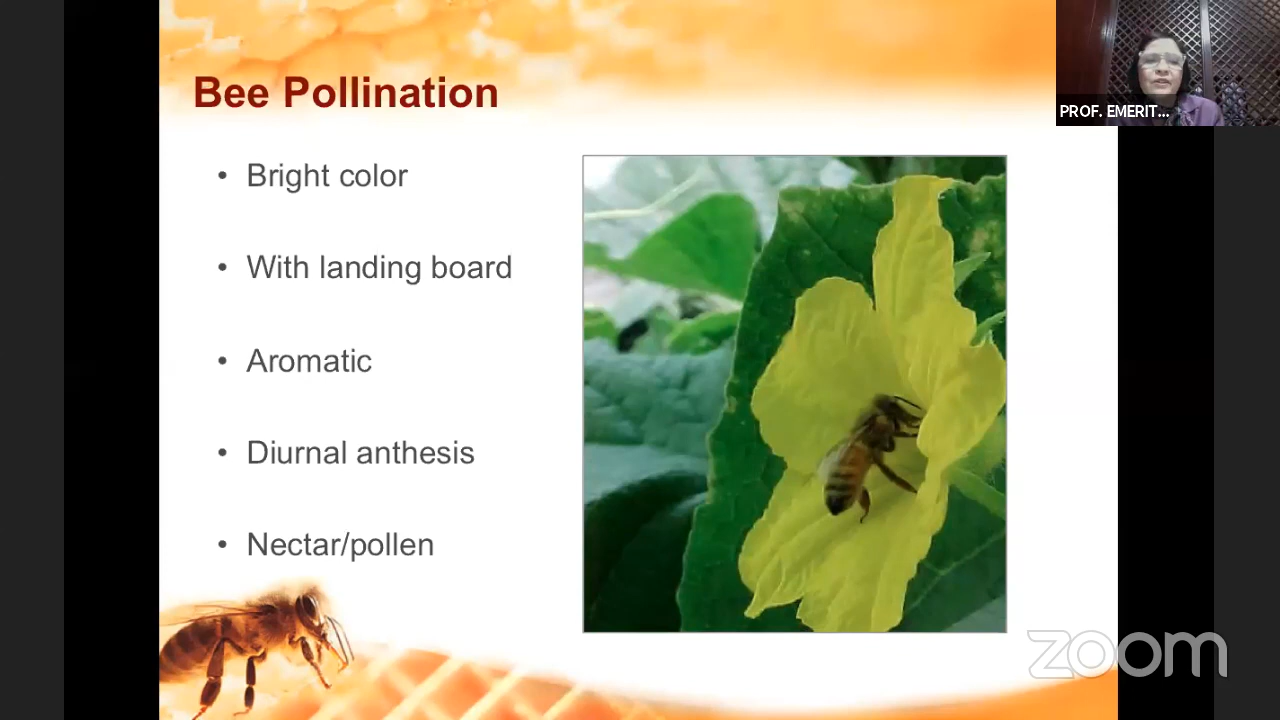 Bee Pollination
• Bright color
• With landing board
• Aromatic
• Diurnal anthesis
• Nectar/pollen
PROF. EMERIT...
zoom